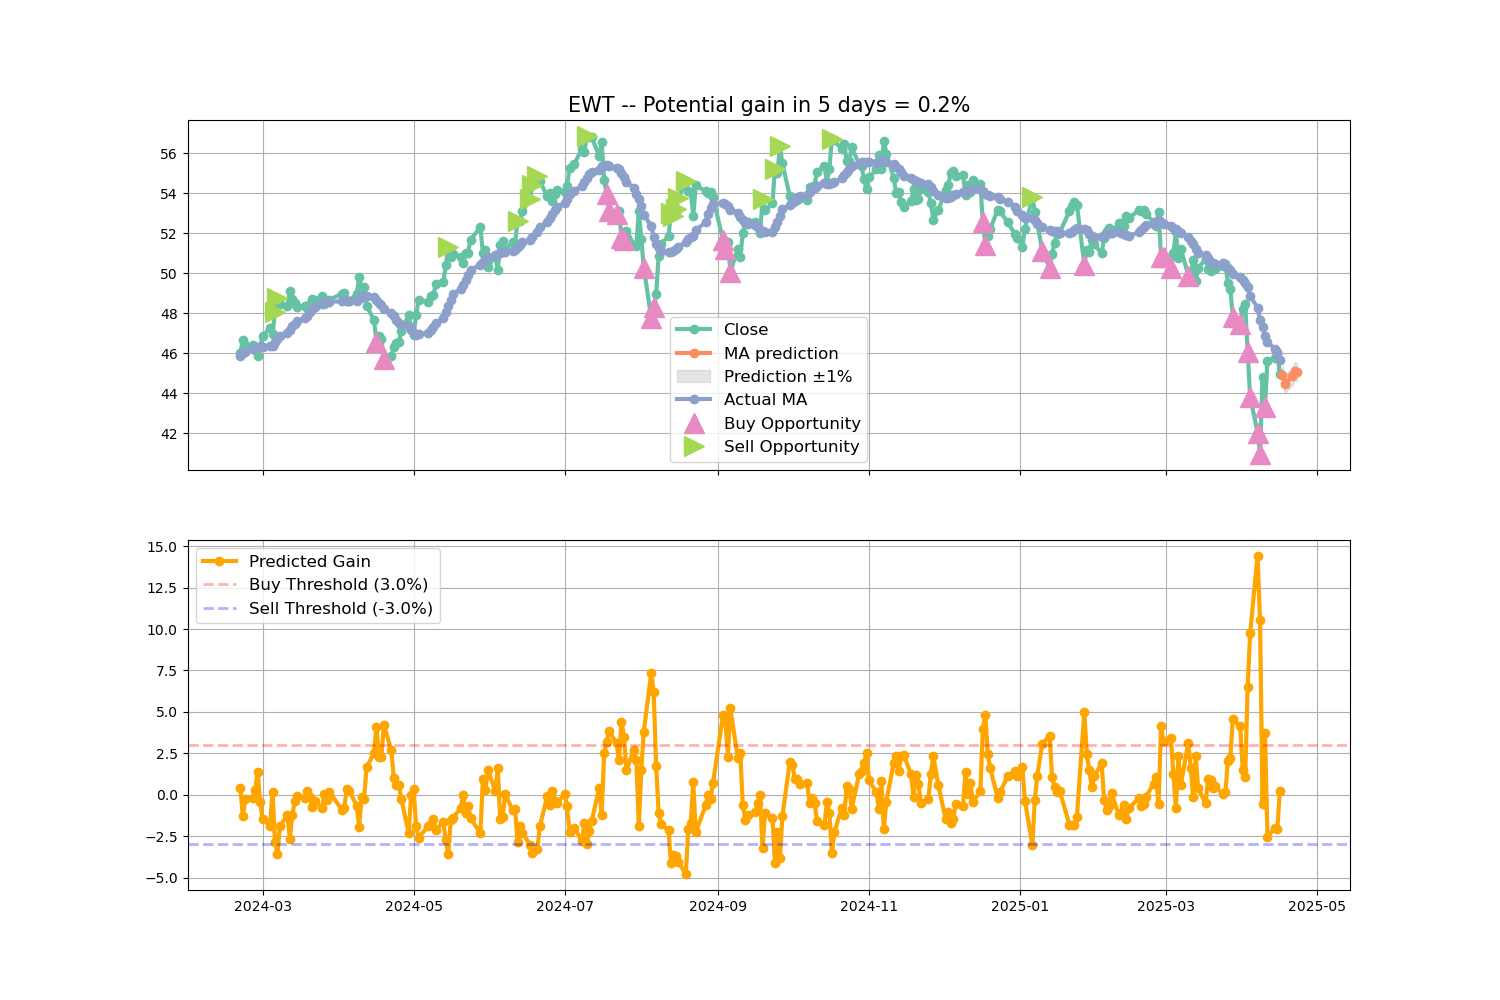 EWT -- Potential gain in 5 days = 0.2%
56
54
52
50
48
46
44
42
Close
MA prediction
Prediction ±1%
Actual MA
Buy Opportunity
Sell Opportunity
15.0
12.5
10.0
7.5
5.0
2.5
0.0
−2.5
−5.0
Predicted Gain
Buy Threshold (3.0%)
Sell Threshold (-3.0%)
2024-03 2024-05 2024-07 2024-09 2024-11 2025-01 2025-03 2025-05